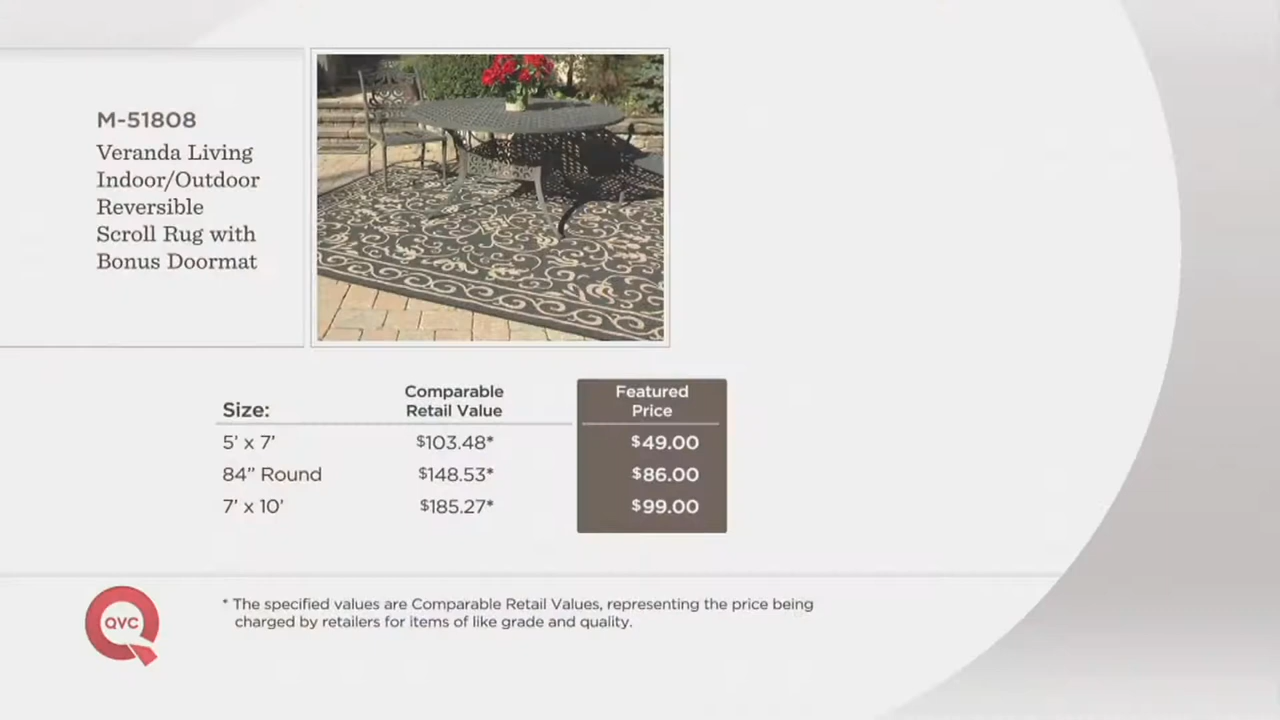 M-51808
Veranda Living
Indoor/Outdoor
Reversible
Scroll Rug with
Bonus Doormat
Size: Comparable Retail Value Featured Price
5’ x 7’ $103.48* $49.00
84” Round $148.53* $86.00
7’ x 10’ $185.27* $99.00
QVC
* The specified values are Comparable Retail Values, representing the price being
charged by retailers for items of like grade and quality.